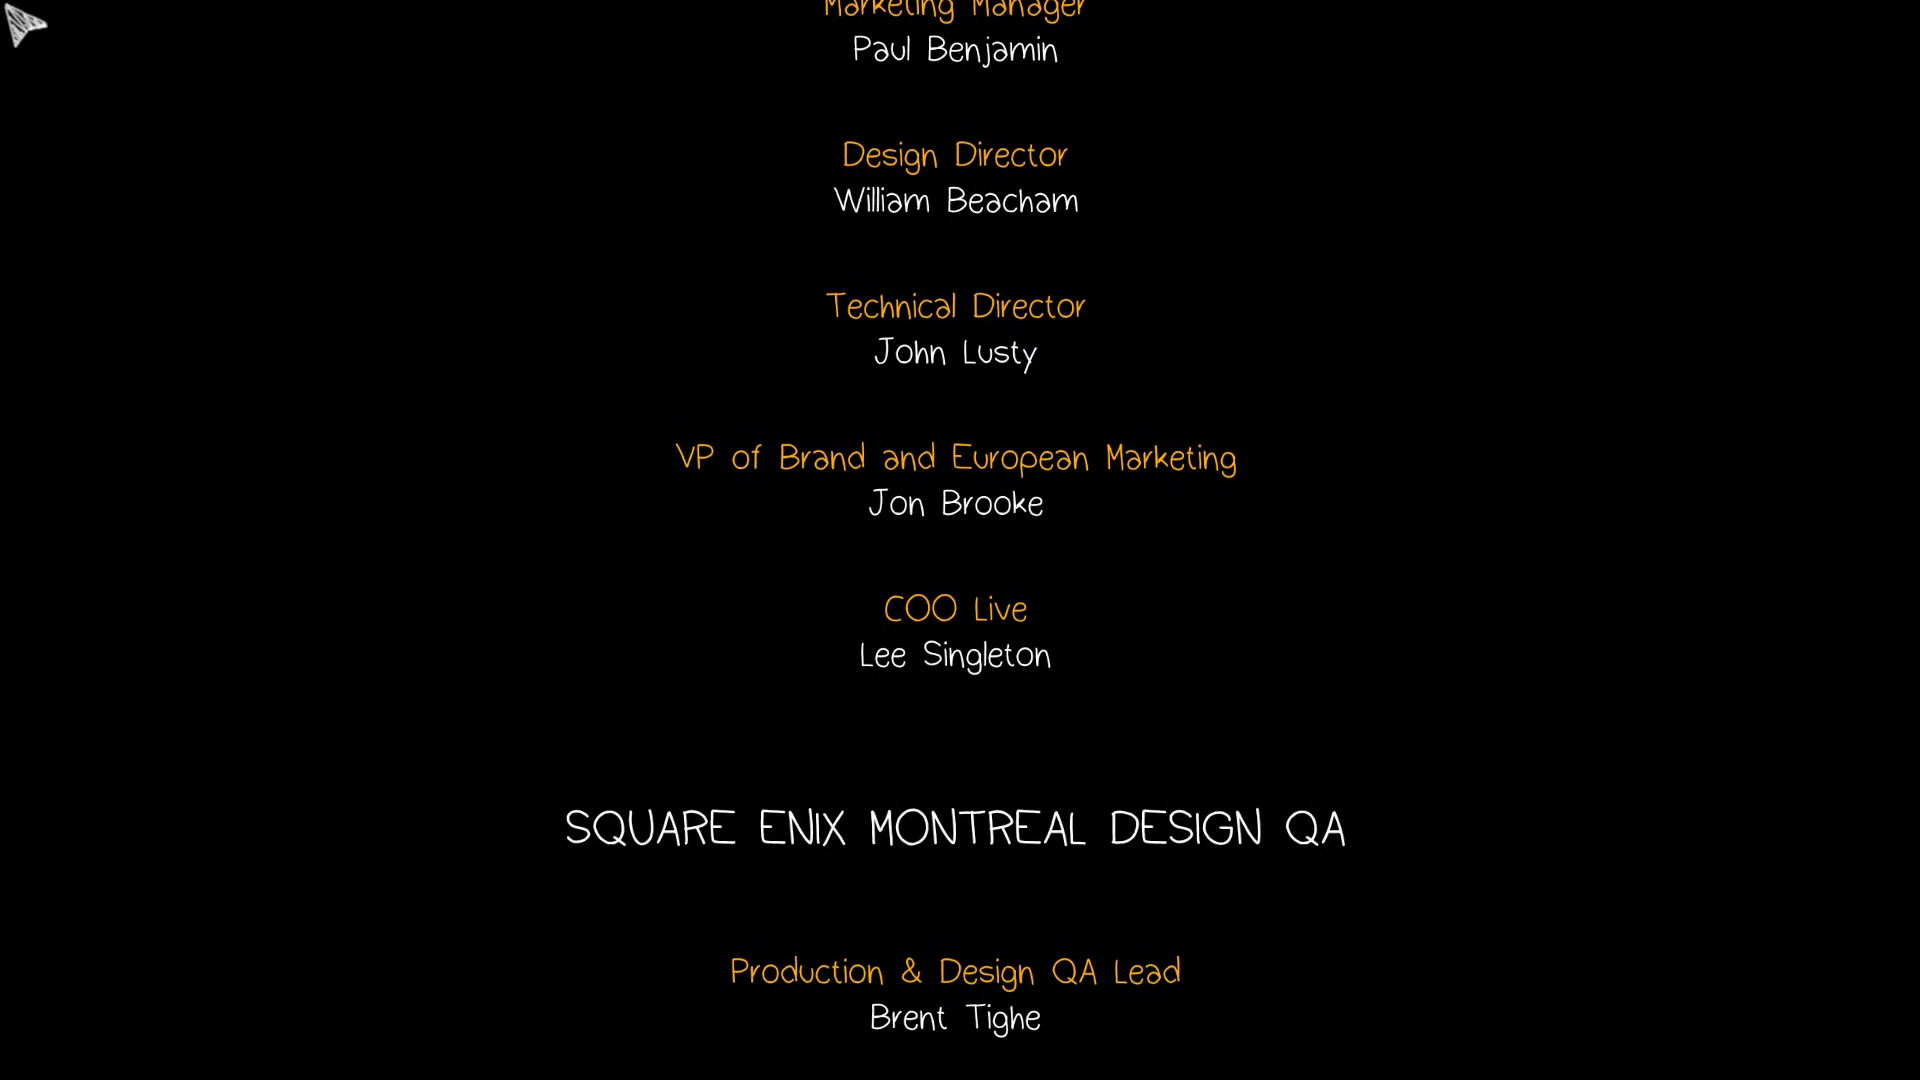 Marketing Manager
Paul Benjamin
Design Director
William Beacham
Technical Director
John Lusty
VP of Brand and European Marketing
Jon Brooke
COO Live
Lee Singleton
SQUARE ENIX MONTREAL DESIGN QA
Production & Design QA Lead
Brent Tighe